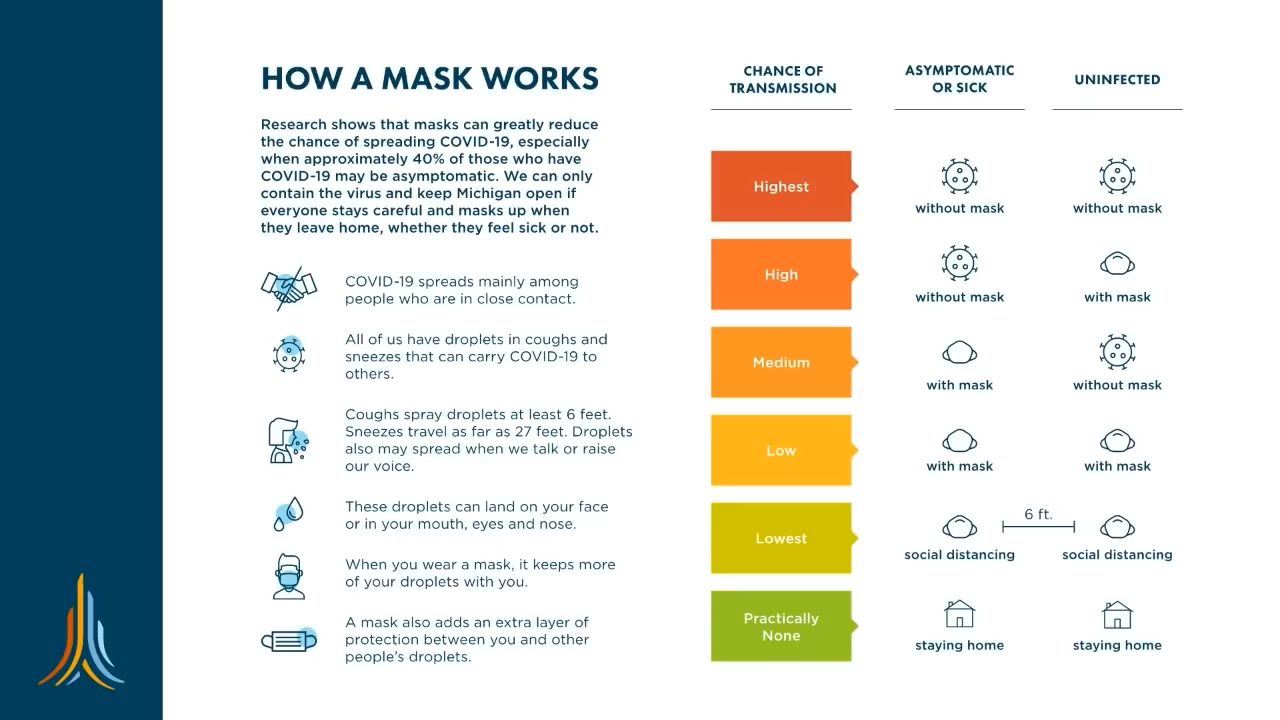 HOW A MASK WORKS
Research shows that masks can greatly reduce
the chance of spreading COVID-19, especially
when approximately 40% of those who have
COVID-19 may be asymptomatic. We can only
contain the virus and keep Michigan open if
everyone stays careful and masks up when
they leave home, whether they feel sick or not.
COVID-19 spreads mainly among
people who are in close contact.
All of us have droplets in coughs and
sneezes that can carry COVID-19 to
others.
Coughs spray droplets at least 6 feet.
Sneezes travel as far as 27 feet. Droplets
also may spread when we talk or raise
our voice.
These droplets can land on your face
or in your mouth, eyes and nose.
When you wear a mask, it keeps more
of your droplets with you.
A mask also adds an extra layer of
protection between you and other
people's droplets.
CHANCE OF
TRANSMISSION
ASYMPTOMATIC
OR SICK
UNINFECTED
Highest
without mask
without mask
High
without mask
with mask
Medium
with mask
without mask
Low
with mask
with mask
Lowest
6 ft.
social distancing
social distancing
Practically
None
staying home
staying home